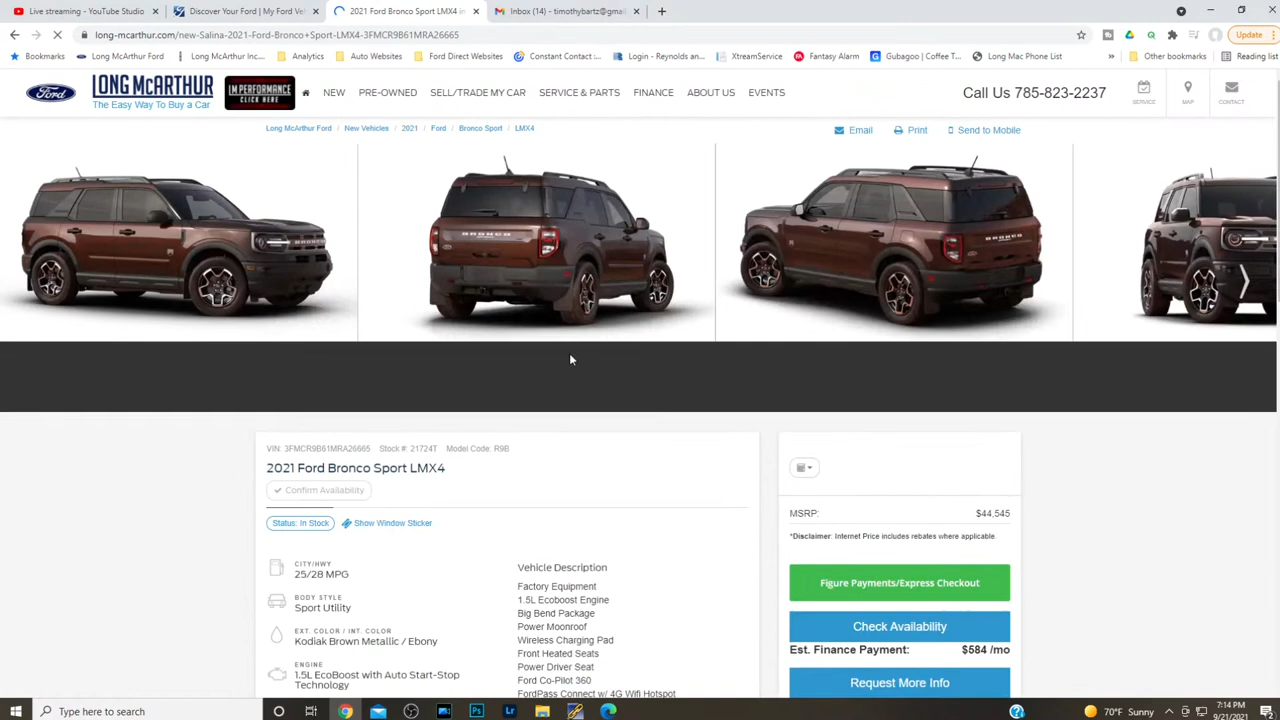 Live streaming - YouTube Studio
Discover Your Ford | My Ford Veh
2021 Ford Bronco Sport LMX4 in
Inbox (14) - timothybartz@gmail
long-mcarthur.com/new-Salina-2021-Ford-Bronco+Sport-LMX4-3FMCR9B61MRA26665
Update
Bookmarks
Long McArthur Ford
Long McArthur Inc...
Analytics
Auto Websites
Ford Direct Websites
Constant Contact :...
Login - Reynolds an...
XtreamService
Fantasy Alarm
Gubagoo | Coffee T...
Long Mac Phone List
»
Other bookmarks
Reading list
Ford
LONG McARTHUR
The Easy Way To Buy a Car
LM PERFORMANCE
CLICK HERE
NEW
PRE-OWNED
SELL/TRADE MY CAR
SERVICE & PARTS
FINANCE
ABOUT US
EVENTS
Call Us 785-823-2237
SERVICE
MAP
CONTACT
Long McArthur Ford / New Vehicles / 2021 / Ford / Bronco Sport / LMX4
Email
Print
Send to Mobile
VIN: 3FMCR9B61MRA26665 Stock #: 21724T Model Code: R9B
2021 Ford Bronco Sport LMX4
Confirm Availability
Status: In Stock
Show Window Sticker
CITY/HWY
25/28 MPG
BODY STYLE
Sport Utility
EXT. COLOR / INT. COLOR
Kodiak Brown Metallic / Ebony
ENGINE
1.5L EcoBoost with Auto Start-Stop
Technology
Vehicle Description
Factory Equipment
1.5L Ecoboost Engine
Big Bend Package
Power Moonroof
Wireless Charging Pad
Front Heated Seats
Power Driver Seat
Ford Co-Pilot 360
FordPass Connect w/ 4G Wifi Hotspot
MSRP: $44,545
*Disclaimer: Internet Price includes rebates where applicable.
Figure Payments/Express Checkout
Check Availability
Est. Finance Payment: $584 /mo
Request More Info
Type here to search
70°F Sunny
7:14 PM
9/21/2021